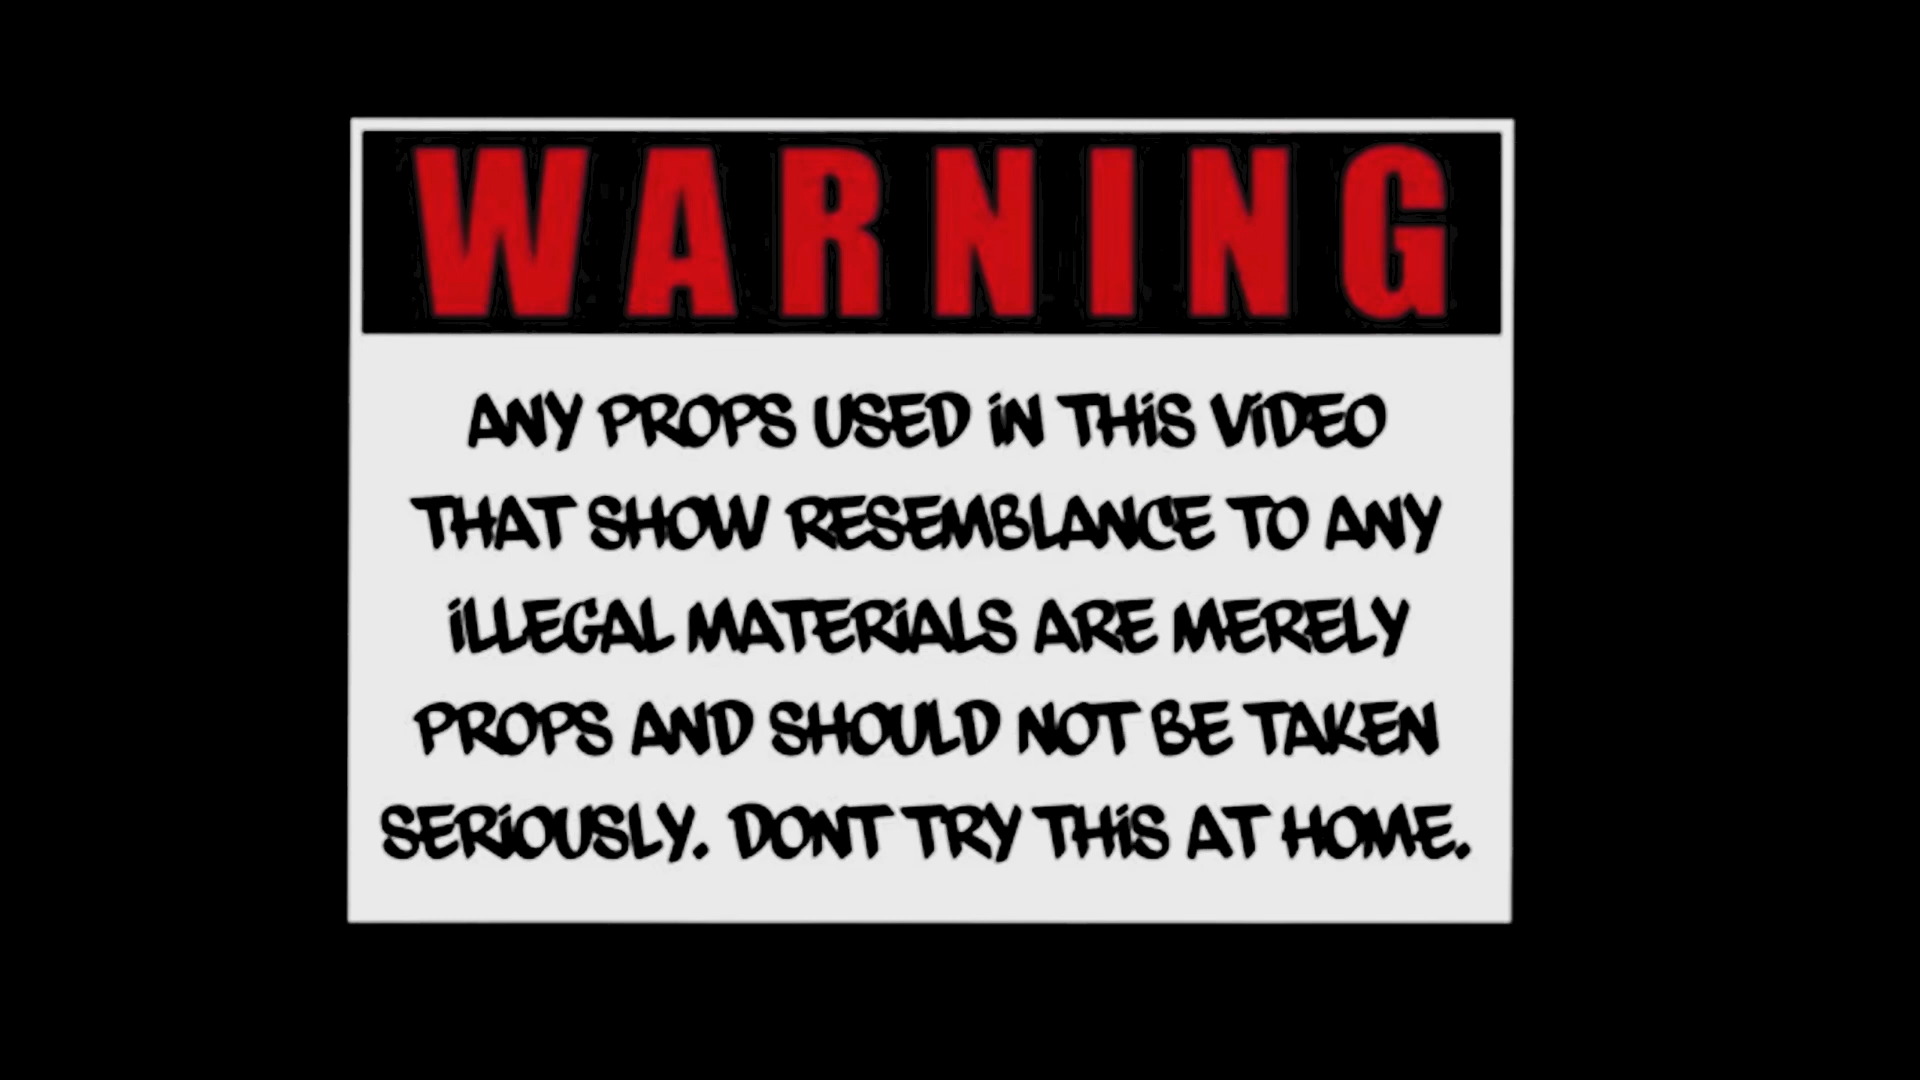 WARNING
ANY PROPS USED iN THiS ViDEO
THAT SHOW RESEMBLANCE TO ANY
iLLEGAL MATERiALS ARE MERELY
PROPS AND SHOULD NOT BE TAKEN
SERiOUSLY. DONT TRY THiS AT HOME.